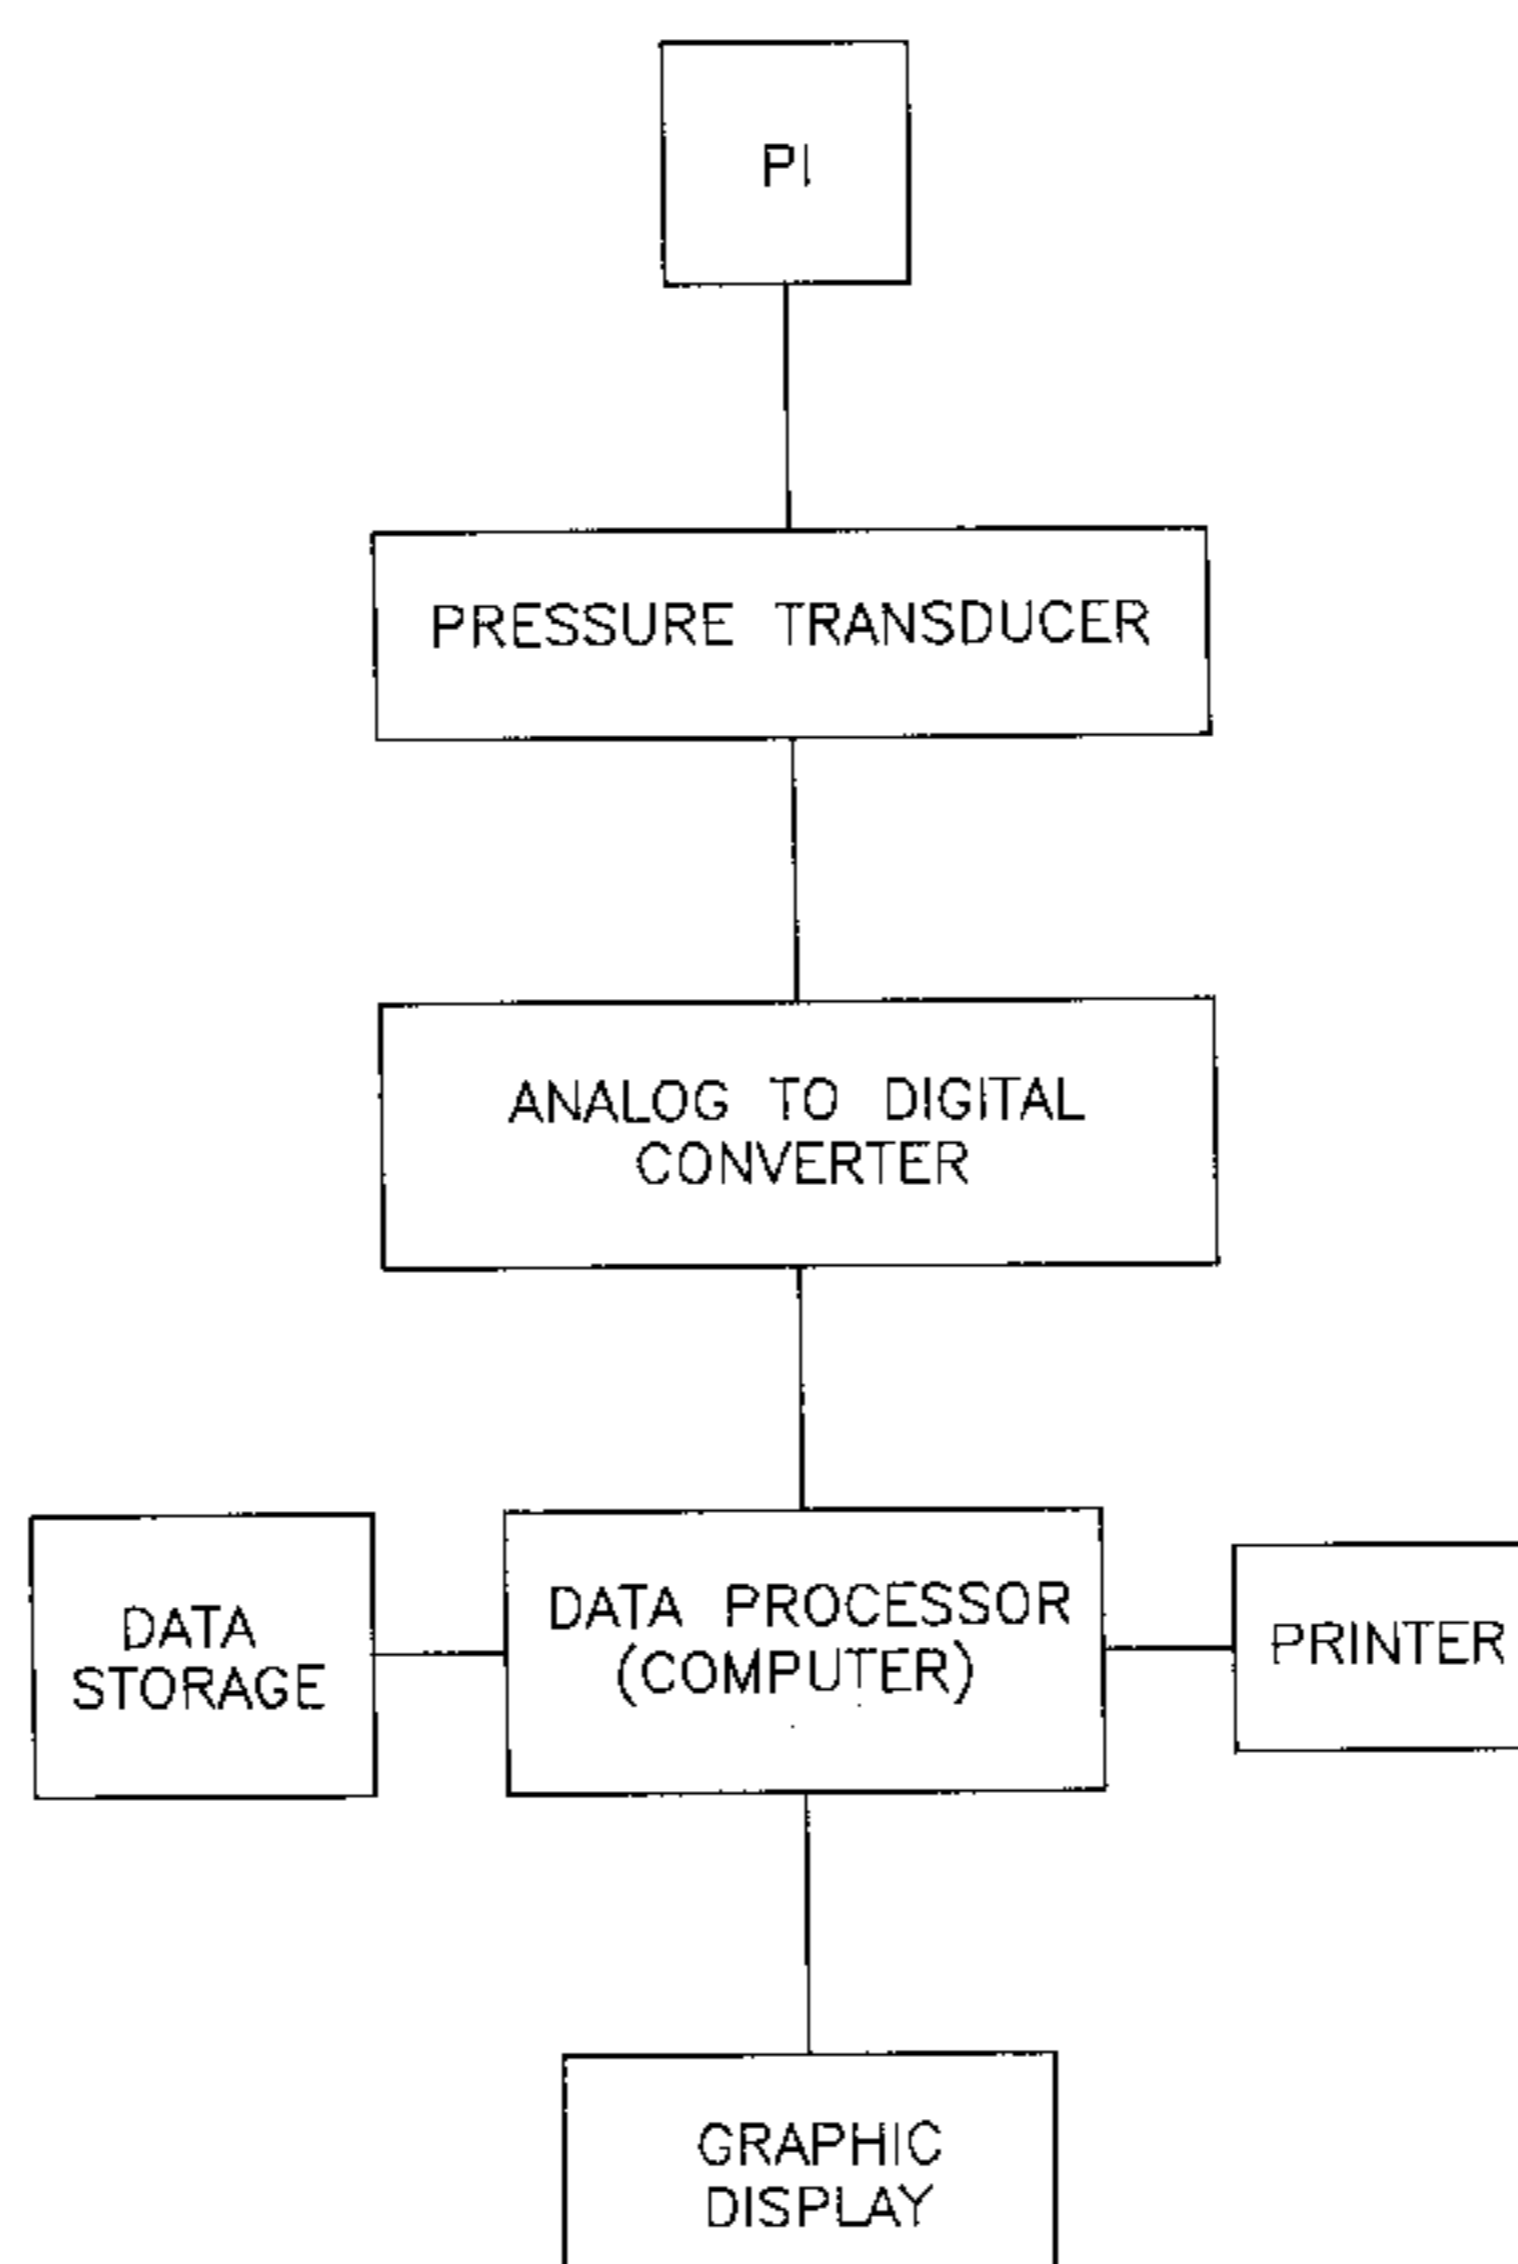 PI
PRESSURE TRANSDUCER
ANALOG TO DIGITAL
CONVERTER
DATA PROCESSOR
(COMPUTER)
DATA
STORAGE
PRINTER
GRAPHIC
DISPLAY